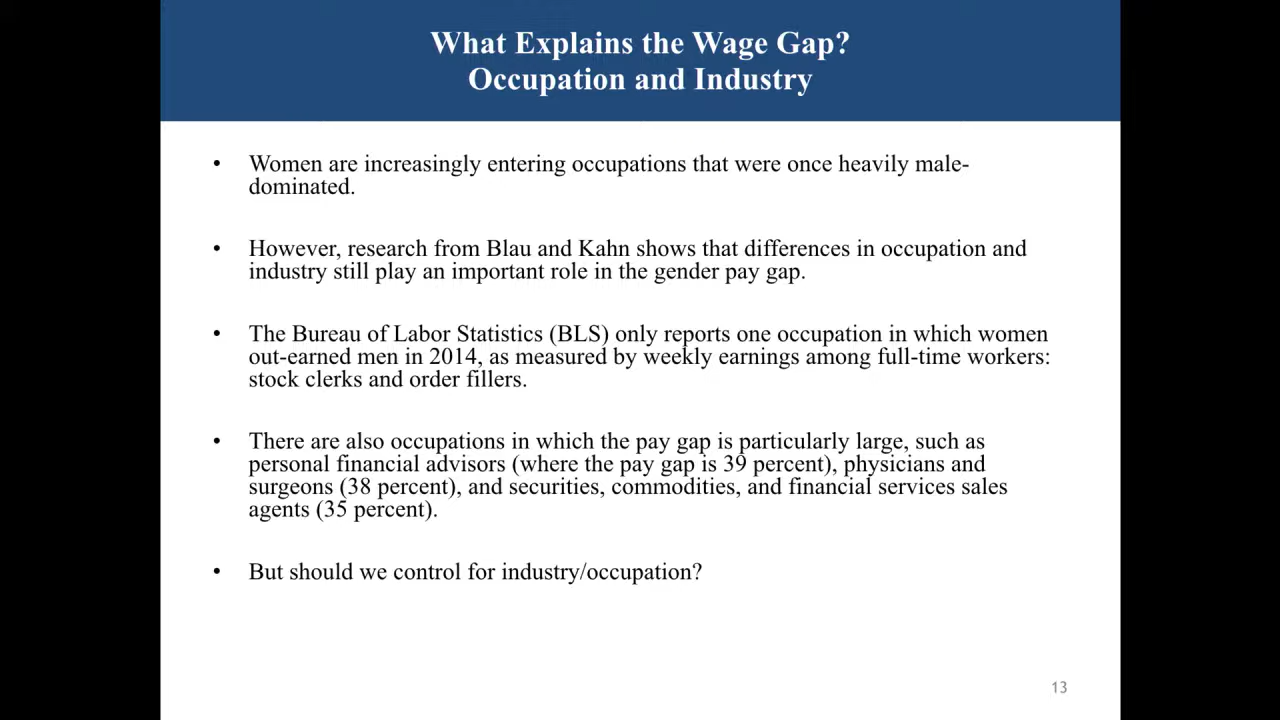 What Explains the Wage Gap?
Occupation and Industry
• Women are increasingly entering occupations that were once heavily male-
dominated.
• However, research from Blau and Kahn shows that differences in occupation and
industry still play an important role in the gender pay gap.
• The Bureau of Labor Statistics (BLS) only reports one occupation in which women
out-earned men in 2014, as measured by weekly earnings among full-time workers:
stock clerks and order fillers.
• There are also occupations in which the pay gap is particularly large, such as
personal financial advisors (where the pay gap is 39 percent), physicians and
surgeons (38 percent), and securities, commodities, and financial services sales
agents (35 percent).
• But should we control for industry/occupation?
13